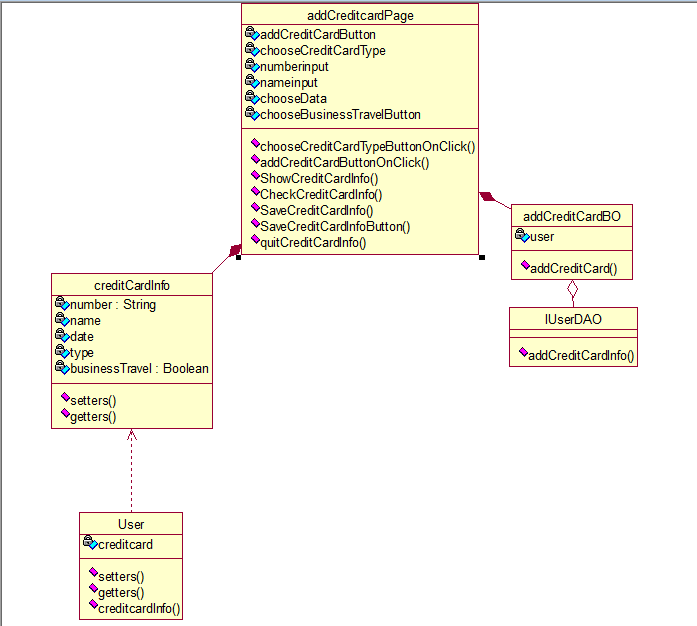 addCreditcardPage
addCreditCardButton
chooseCreditCardType
numberinput
nameinput
chooseData
chooseBusinessTravelButton
chooseCreditCardTypeButtonOnClick()
addCreditCardButtonOnClick()
ShowCreditCardInfo()
CheckCreditCardInfo()
SaveCreditCardInfo()
SaveCreditCardInfoButton()
quitCreditCardInfo()
addCreditCardBO
user
addCreditCard()
IUserDAO
addCreditCardInfo()
creditCardInfo
number : String
name
date
type
businessTravel : Boolean
setters()
getters()
User
creditcard
setters()
getters()
creditcardInfo()